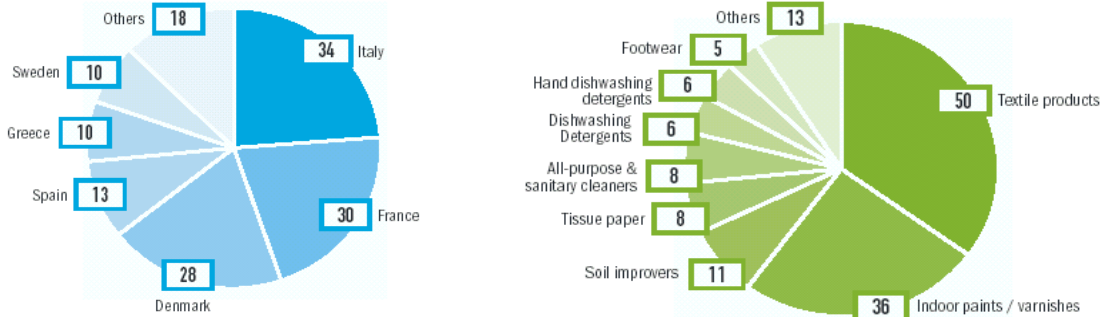 Others 18
34 Italy
Sweden 10
Greece 10
Spain 13
30 France
28
Denmark
Others 13
Footwear 5
Hand dishwashing
detergents 6
50 Textile products
Dishwashing
Detergents 6
All-purpose &
sanitary cleaners 8
Tissue paper 8
Soil improvers 11
36 Indoor paints / varnishes